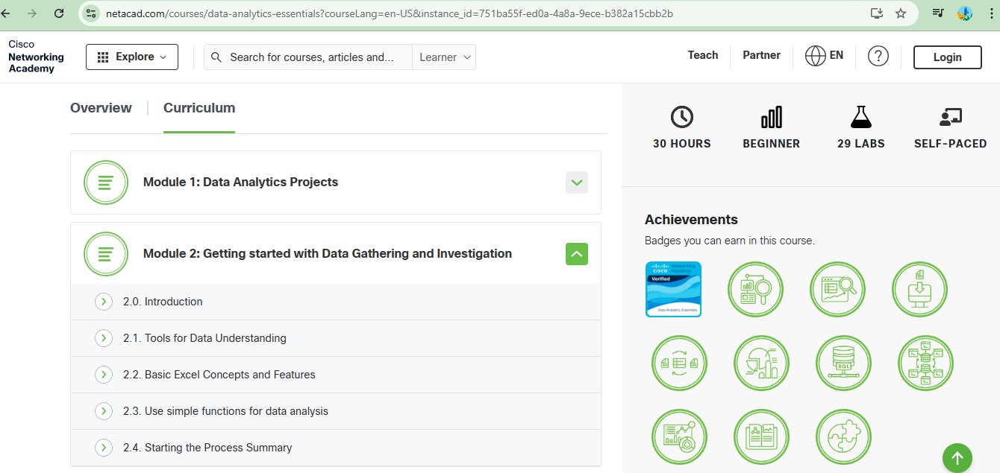 netacad.com/courses/data-analytics-essentials?courseLang=en-US&instance_id=751ba55f-ed0a-4a8a-9ece-b382a15cbb2b
Cisco
Networking
Academy
Explore
Search for courses, articles and...
Learner
Teach
Partner
EN
?
Login
Overview
Curriculum
Module 1: Data Analytics Projects
Module 2: Getting started with Data Gathering and Investigation
2.0. Introduction
2.1. Tools for Data Understanding
2.2. Basic Excel Concepts and Features
2.3. Use simple functions for data analysis
2.4. Starting the Process Summary
30 HOURS
BEGINNER
29 LABS
SELF-PACED
Achievements
Badges you can earn in this course.
CISCO
Networking
Academy
Verified
Data Analytics Essentials
SQL